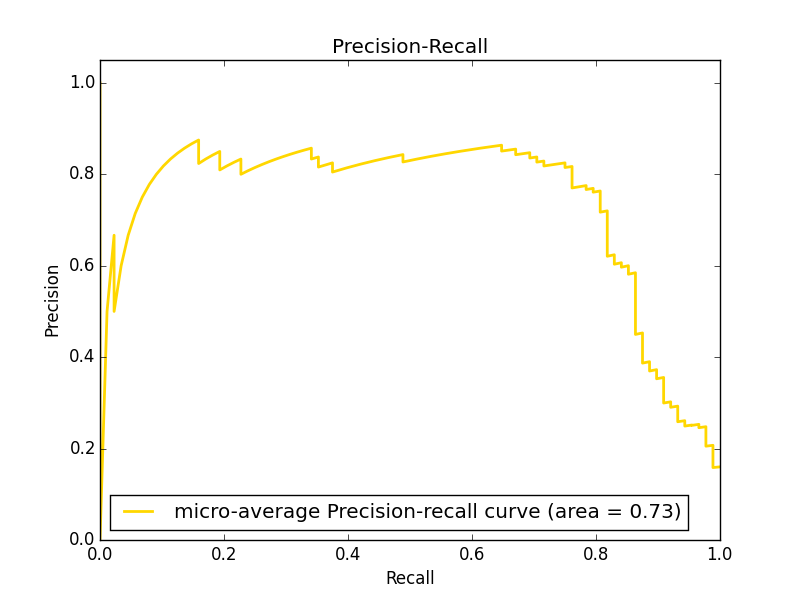 Precision-Recall
1.0
0.8
0.6
0.4
0.2
0.0
Precision
micro-average Precision-recall curve (area = 0.73)
0.0 0.2 0.4 0.6 0.8 1.0
Recall